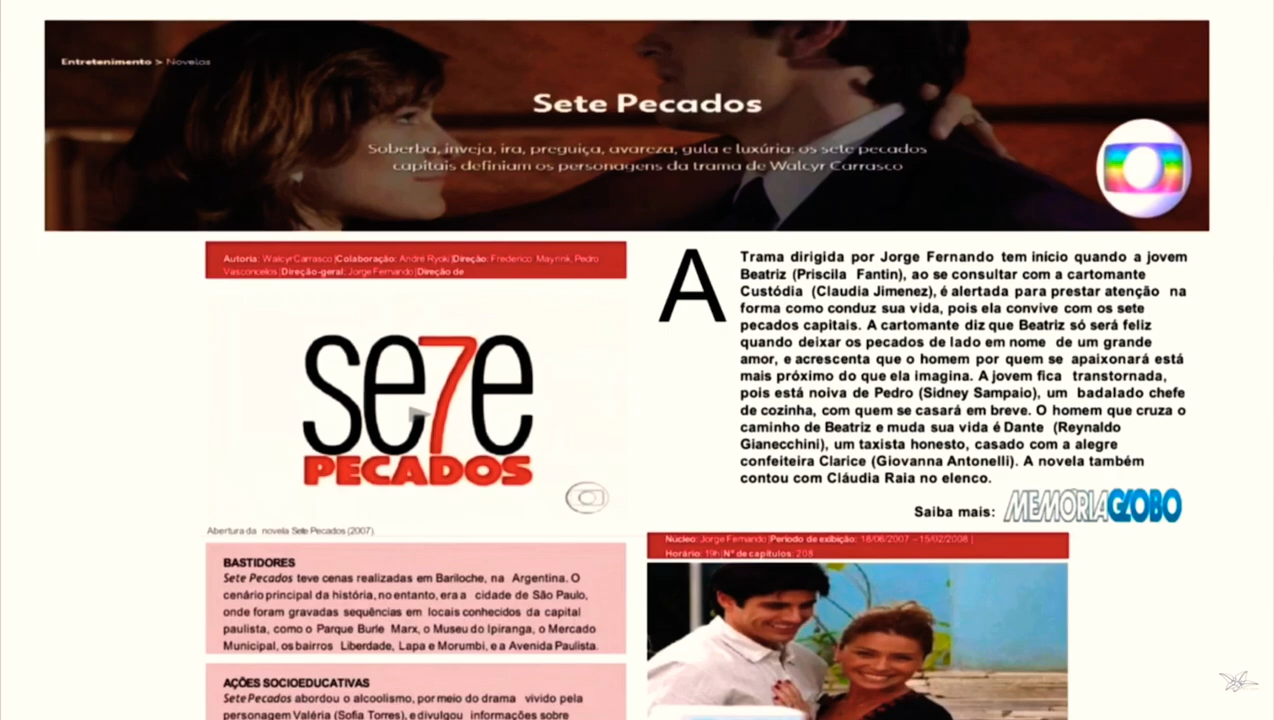 Entretenimento > Novelas
Sete Pecados
Soberba, inveja, ira, preguiça, avareza, gula e luxúria: os sete pecados
capitais definiam os personagens da trama de Walcyr Carrasco
Autoria: WalcyrCarrasco |Colaboração: André Ryoki |Direção: Frederico Mayrink, Pedro
Vasconcelos |Direção-geral: Jorge Fernando |Direção de
se7e
PECADOS
Abertura da novela Sete Pecados (2007)
BASTIDORES
Sete Pecados teve cenas realizadas em Bariloche, na Argentina. O
cenário principal da história, no entanto, era a cidade de São Paulo,
onde foram gravadas sequências em locais conhecidos da capital
paulista, como o Parque Burle Marx, o Museu do Ipiranga, o Mercado
Municipal, os bairros Liberdade, Lapa e Morumbi, e a Avenida Paulista.
AÇÕES SOCIOEDUCATIVAS
Sete Pecados abordou o alcoolismo, por meio do drama vivido pela
personagem Valéria (Sofia Torres), e divulgou informações sobre
A
Trama dirigida por Jorge Fernando tem início quando a jovem
Beatriz (Priscila Fantin), ao se consultar com a cartomante
Custódia (Claudia Jimenez), é alertada para prestar atenção na
forma como conduz sua vida, pois ela convive com os sete
pecados capitais. A cartomante diz que Beatriz só será feliz
quando deixar os pecados de lado em nome de um grande
amor, e acrescenta que o homem por quem se apaixonará está
mais próximo do que ela imagina. A jovem fica transtornada,
pois está noiva de Pedro (Sidney Sampaio), um badalado chefe
de cozinha, com quem se casará em breve. O homem que cruza o
caminho de Beatriz e muda sua vida é Dante (Reynaldo
Gianecchini), um taxista honesto, casado com a alegre
confeiteira Clarice (Giovanna Antonelli). A novela também
contou com Cláudia Raia no elenco.
Saiba mais: MEMÓRIAGLOBO
Núcleo: Jorge Fernando |Período de exibição: 18/06/2007 – 15/02/2008 |
Horário: 19h|Nº de capítulos: 208